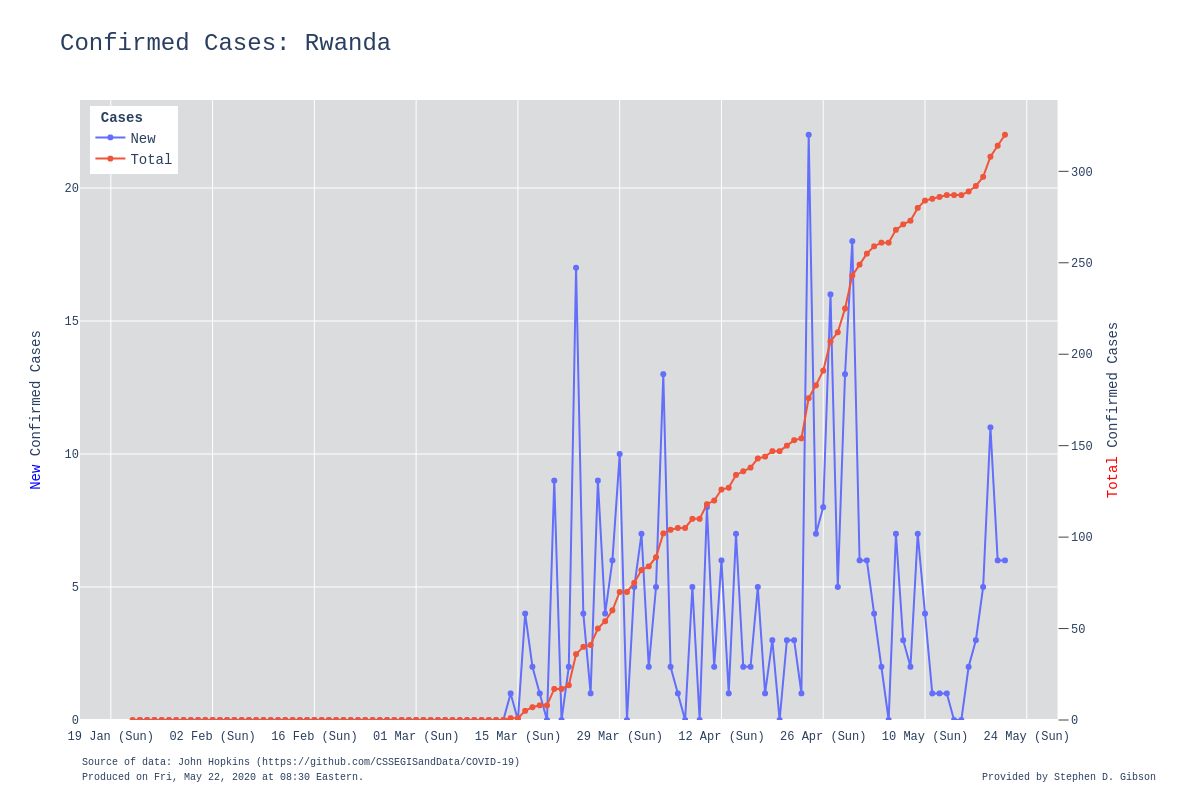 Confirmed Cases: Rwanda
Cases
New
Total
20
15
10
5
0
300
250
200
150
100
50
0
New Confirmed Cases
Total Confirmed Cases
19 Jan (Sun)
02 Feb (Sun)
16 Feb (Sun)
01 Mar (Sun)
15 Mar (Sun)
29 Mar (Sun)
12 Apr (Sun)
26 Apr (Sun)
10 May (Sun)
24 May (Sun)
Source of data: John Hopkins (https://github.com/CSSEGISandData/COVID-19)
Produced on Fri, May 22, 2020 at 08:30 Eastern.
Provided by Stephen D. Gibson